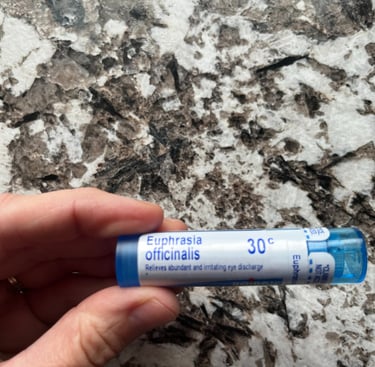 Euphrasia
officinalis 30c
Relieves abundant and irritating eye discharge